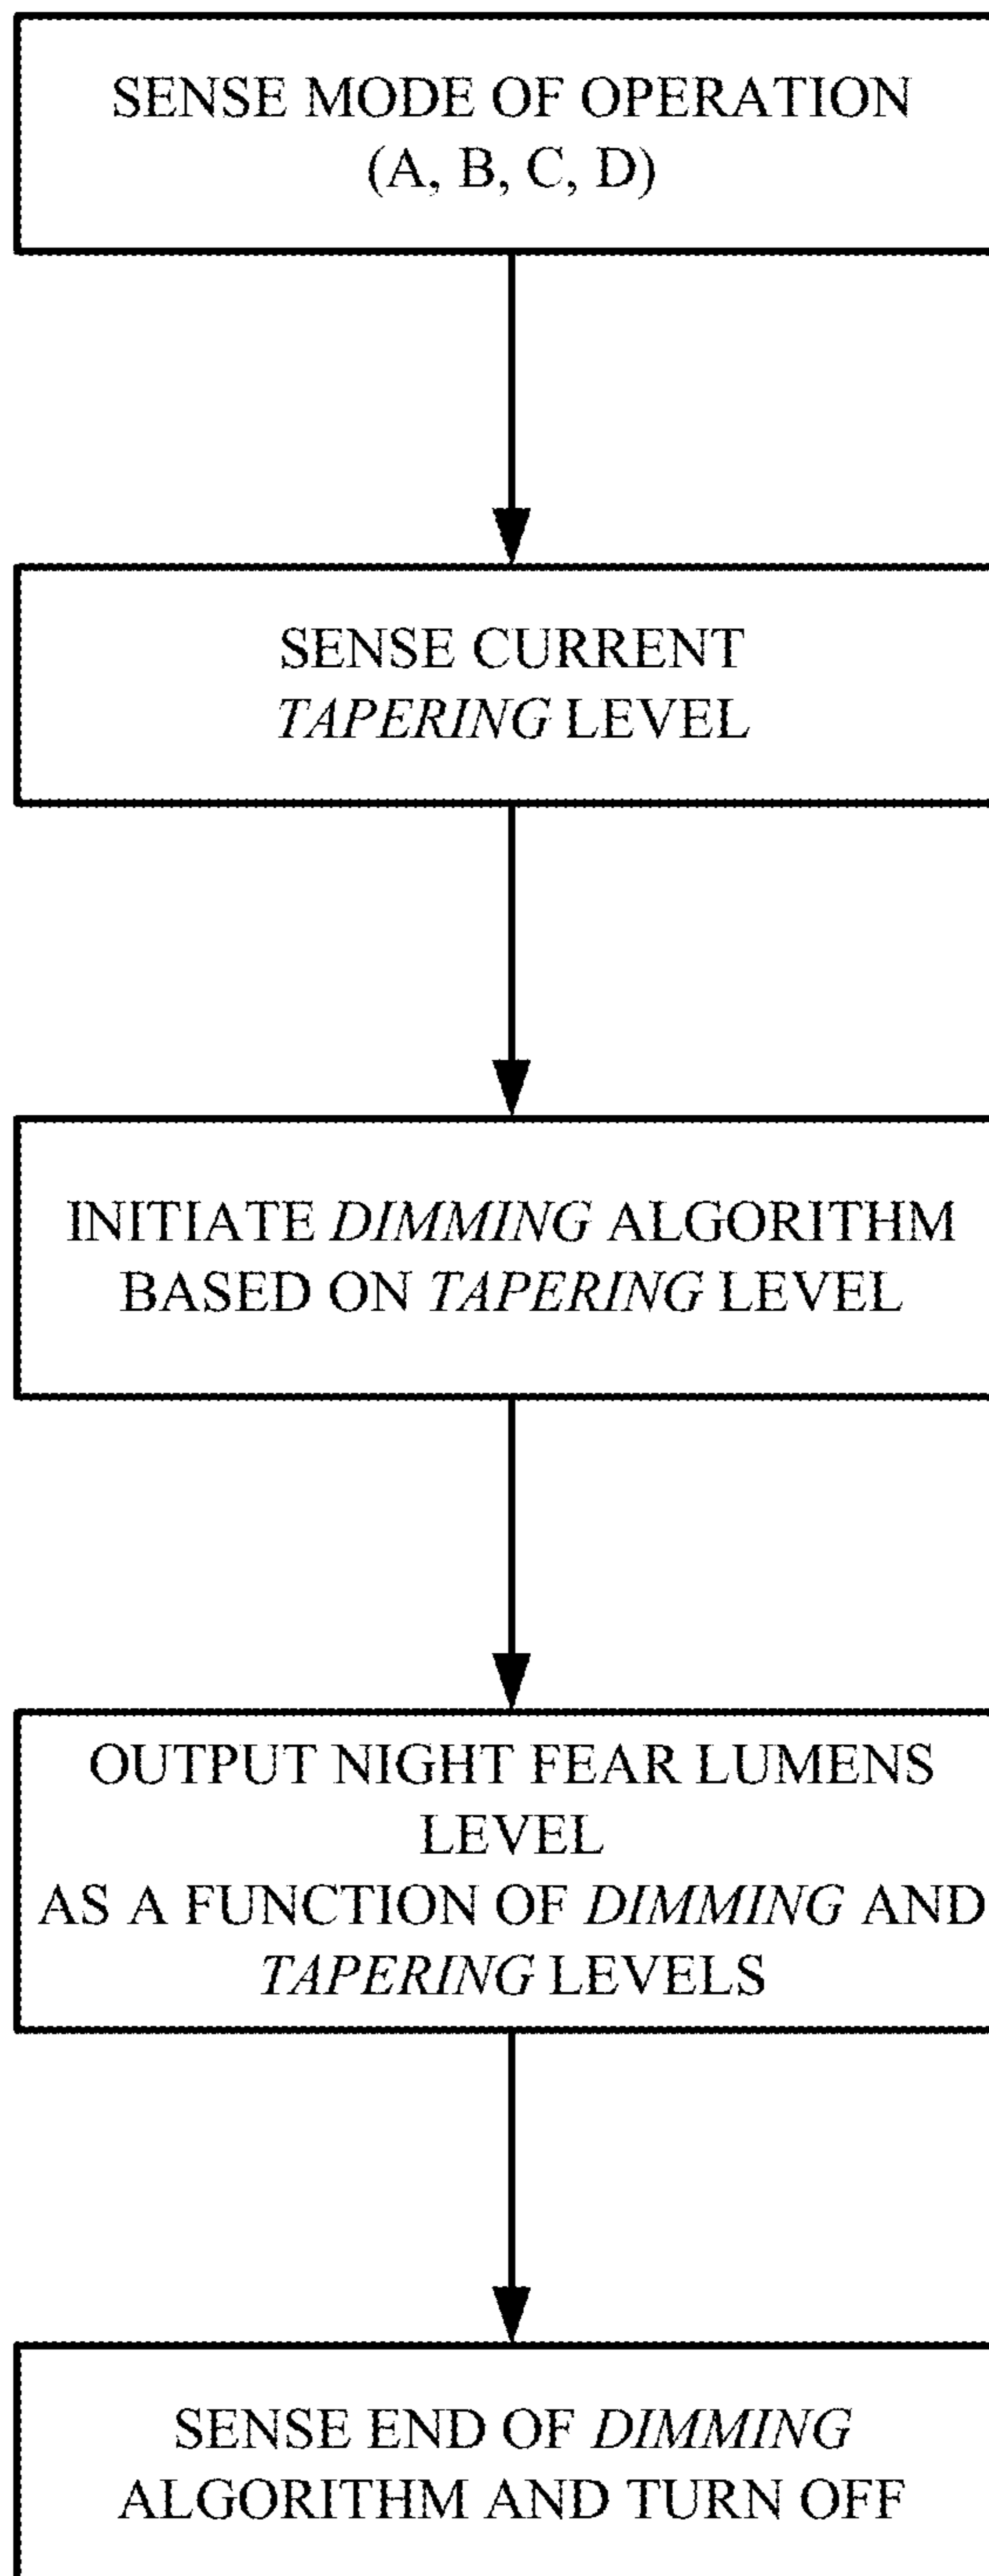 SENSE MODE OF OPERATION
(A, B, C, D)
SENSE CURRENT
TAPERING LEVEL
INITIATE DIMMING ALGORITHM
BASED ON TAPERING LEVEL
OUTPUT NIGHT FEAR LUMENS
LEVEL
AS A FUNCTION OF DIMMING AND
TAPERING LEVELS
SENSE END OF DIMMING
ALGORITHM AND TURN OFF